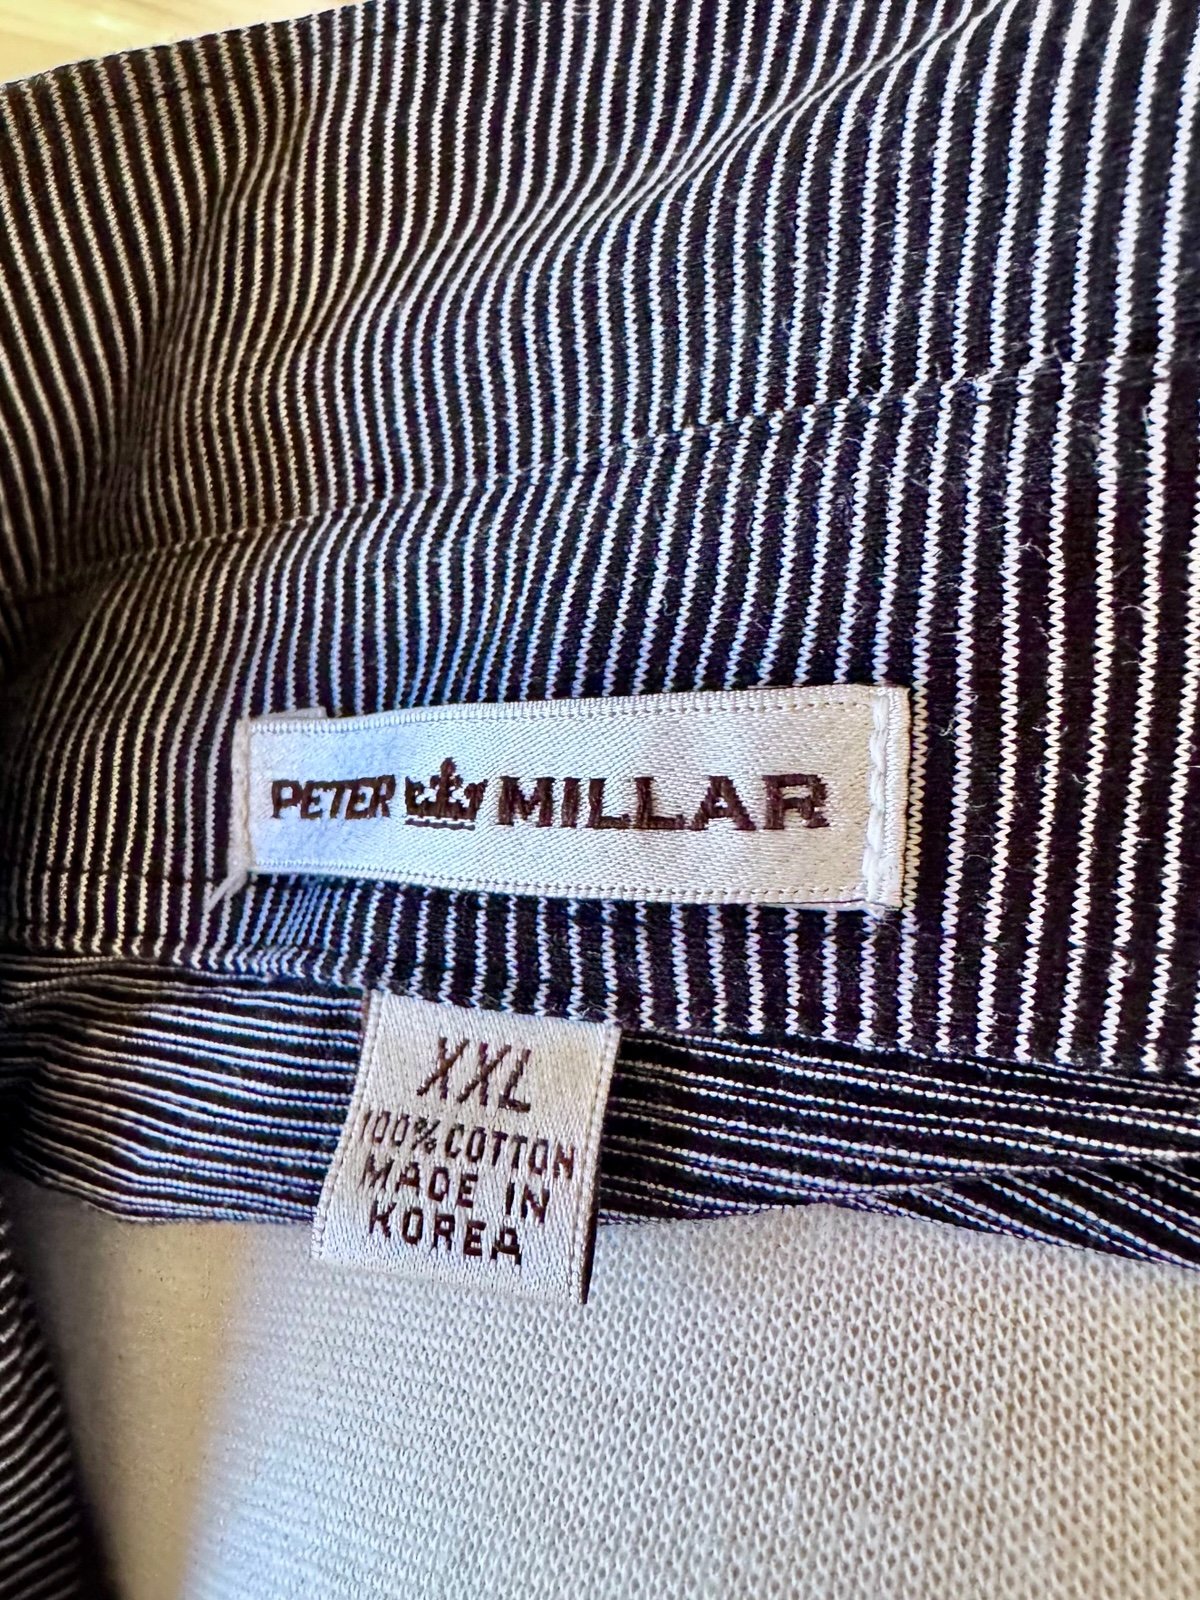 PETER MILLAR
XXL
100% COTTON
MADE IN
KOREA